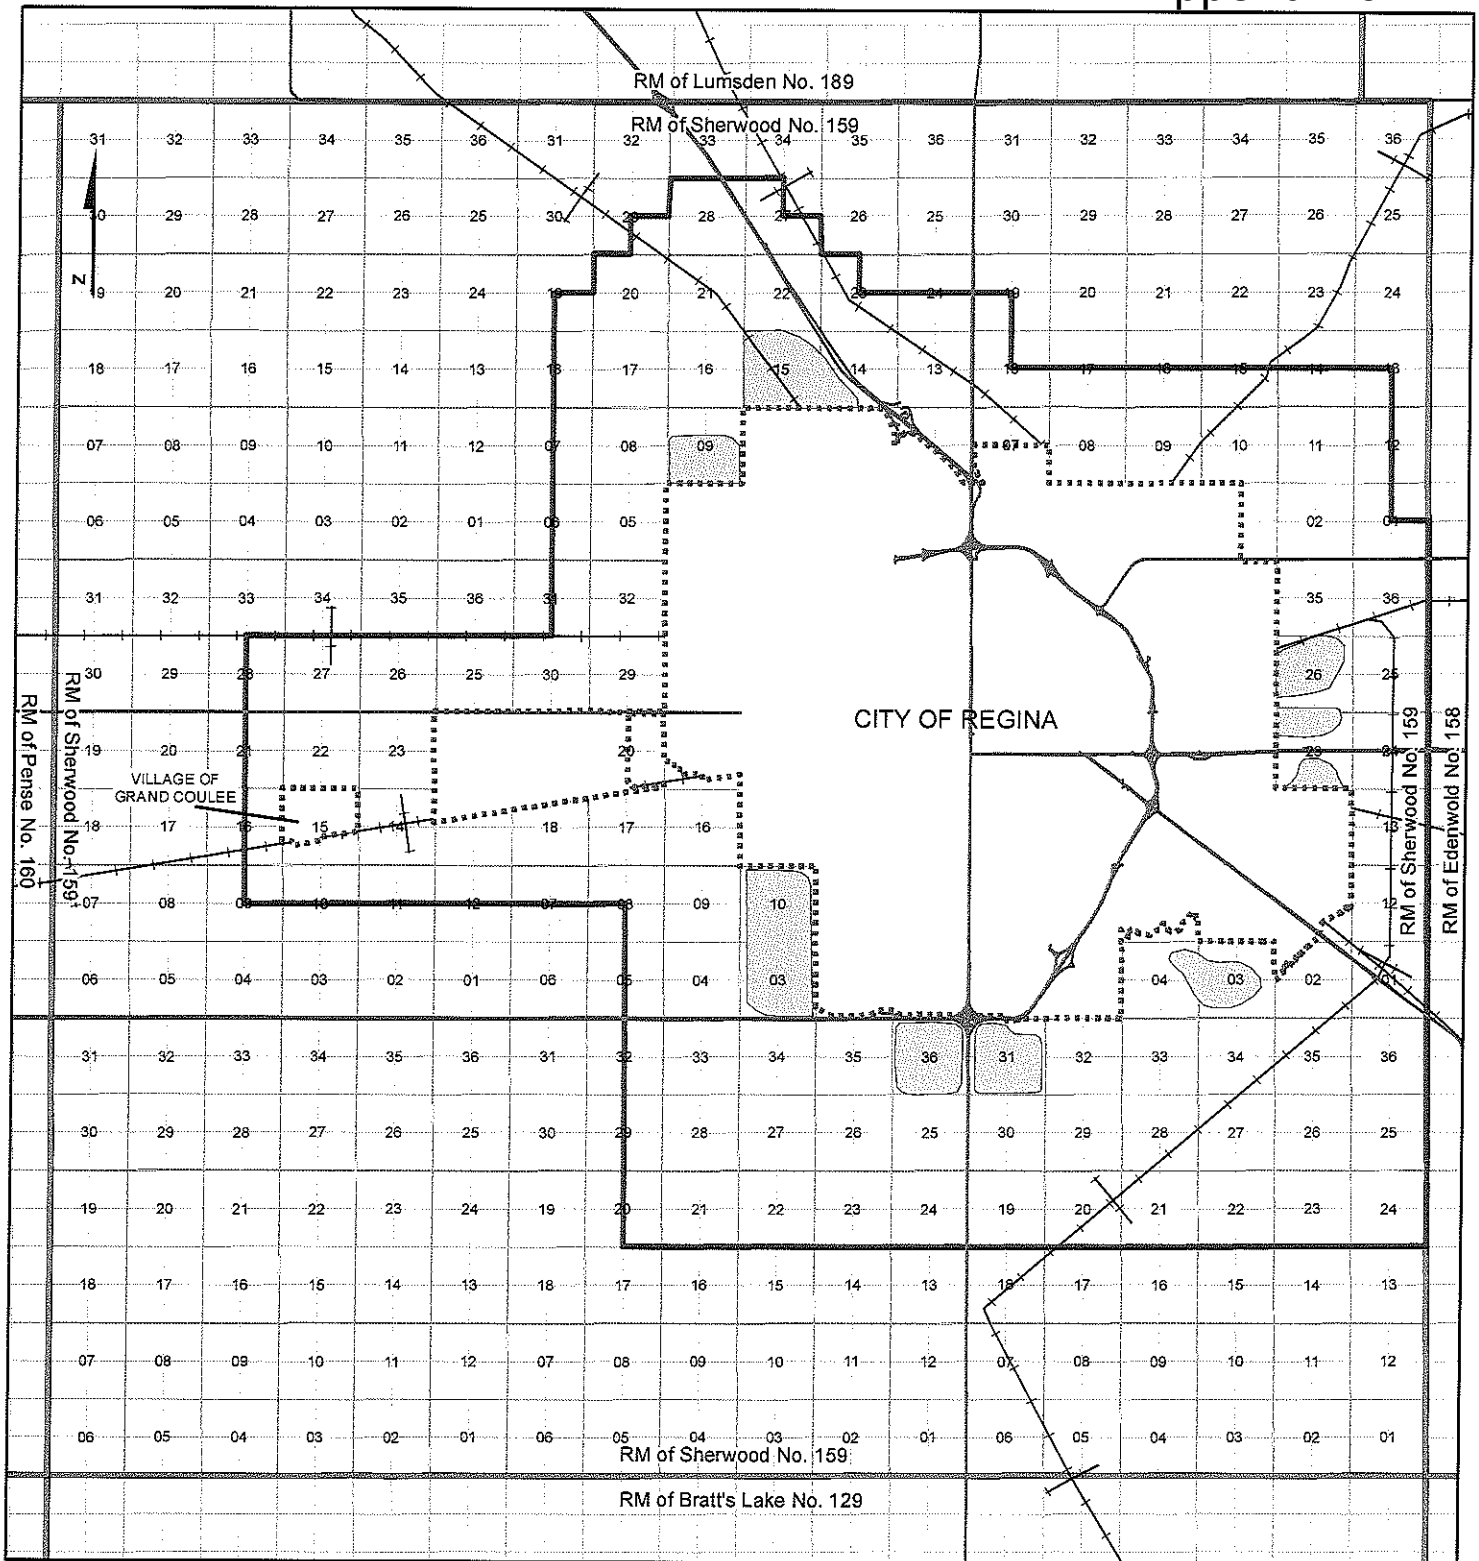 RM of Lumsden No. 189
RM of Sherwood No. 159
31 32 33 34 35 36 31 32 33 34 35 36 31 32 33 34 35 36
30 29 28 27 26 25 30 29 28 27 26 25 30 29 28 27 26 25
N
19 20 21 22 23 24 19 20 21 22 23 24 19 20 21 22 23 24
18 17 16 15 14 13 18 17 16 15 14 13 18 17 16 15 14 13
07 08 09 10 11 12 07 08 09 07 08 09 10 11 12
06 05 04 03 02 01 06 05 02 01
31 32 33 34 35 36 31 32 35 36
30 29 28 27 26 25 30 29 26 25
RM of Pense No. 160
RM of Sherwood No. 159
CITY OF REGINA
RM of Sherwood No. 159
RM of Edenwold No. 158
19 20 21 22 23 20 23 24
VILLAGE OF
GRAND COULEE
18 17 16 15 14 18 17 16 13
07 08 09 10 11 12 07 08 09 10 12
06 05 04 03 02 01 06 05 04 03 04 03 02 01
31 32 33 34 35 36 31 32 33 34 35 36 31 32 33 34 35 36
30 29 28 27 26 25 30 29 28 27 26 25 30 29 28 27 26 25
19 20 21 22 23 24 19 20 21 22 23 24 19 20 21 22 23 24
18 17 16 15 14 13 18 17 16 15 14 13 18 17 16 15 14 13
07 08 09 10 11 12 07 08 09 10 11 12 07 08 09 10 11 12
06 05 04 03 02 01 06 05 04 03 02 01 06 05 04 03 02 01
RM of Sherwood No. 159
RM of Bratt's Lake No. 129